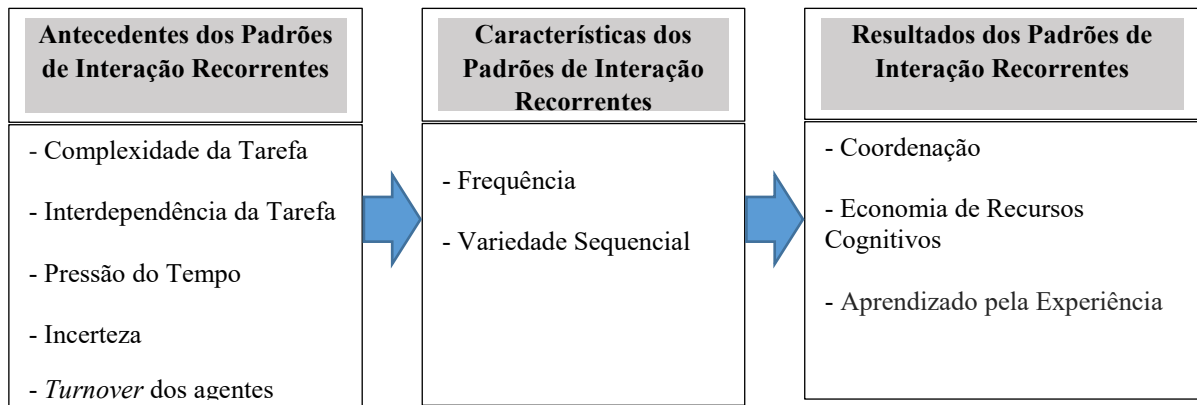 Antecedentes dos Padrões
de Interação Recorrentes
- Complexidade da Tarefa
- Interdependência da Tarefa
- Pressão do Tempo
- Incerteza
- Turnover dos agentes
Características dos
Padrões de Interação
Recorrentes
- Frequência
- Variedade Sequencial
Resultados dos Padrões de
Interação Recorrentes
- Coordenação
- Economia de Recursos
Cognitivos
- Aprendizado pela Experiência